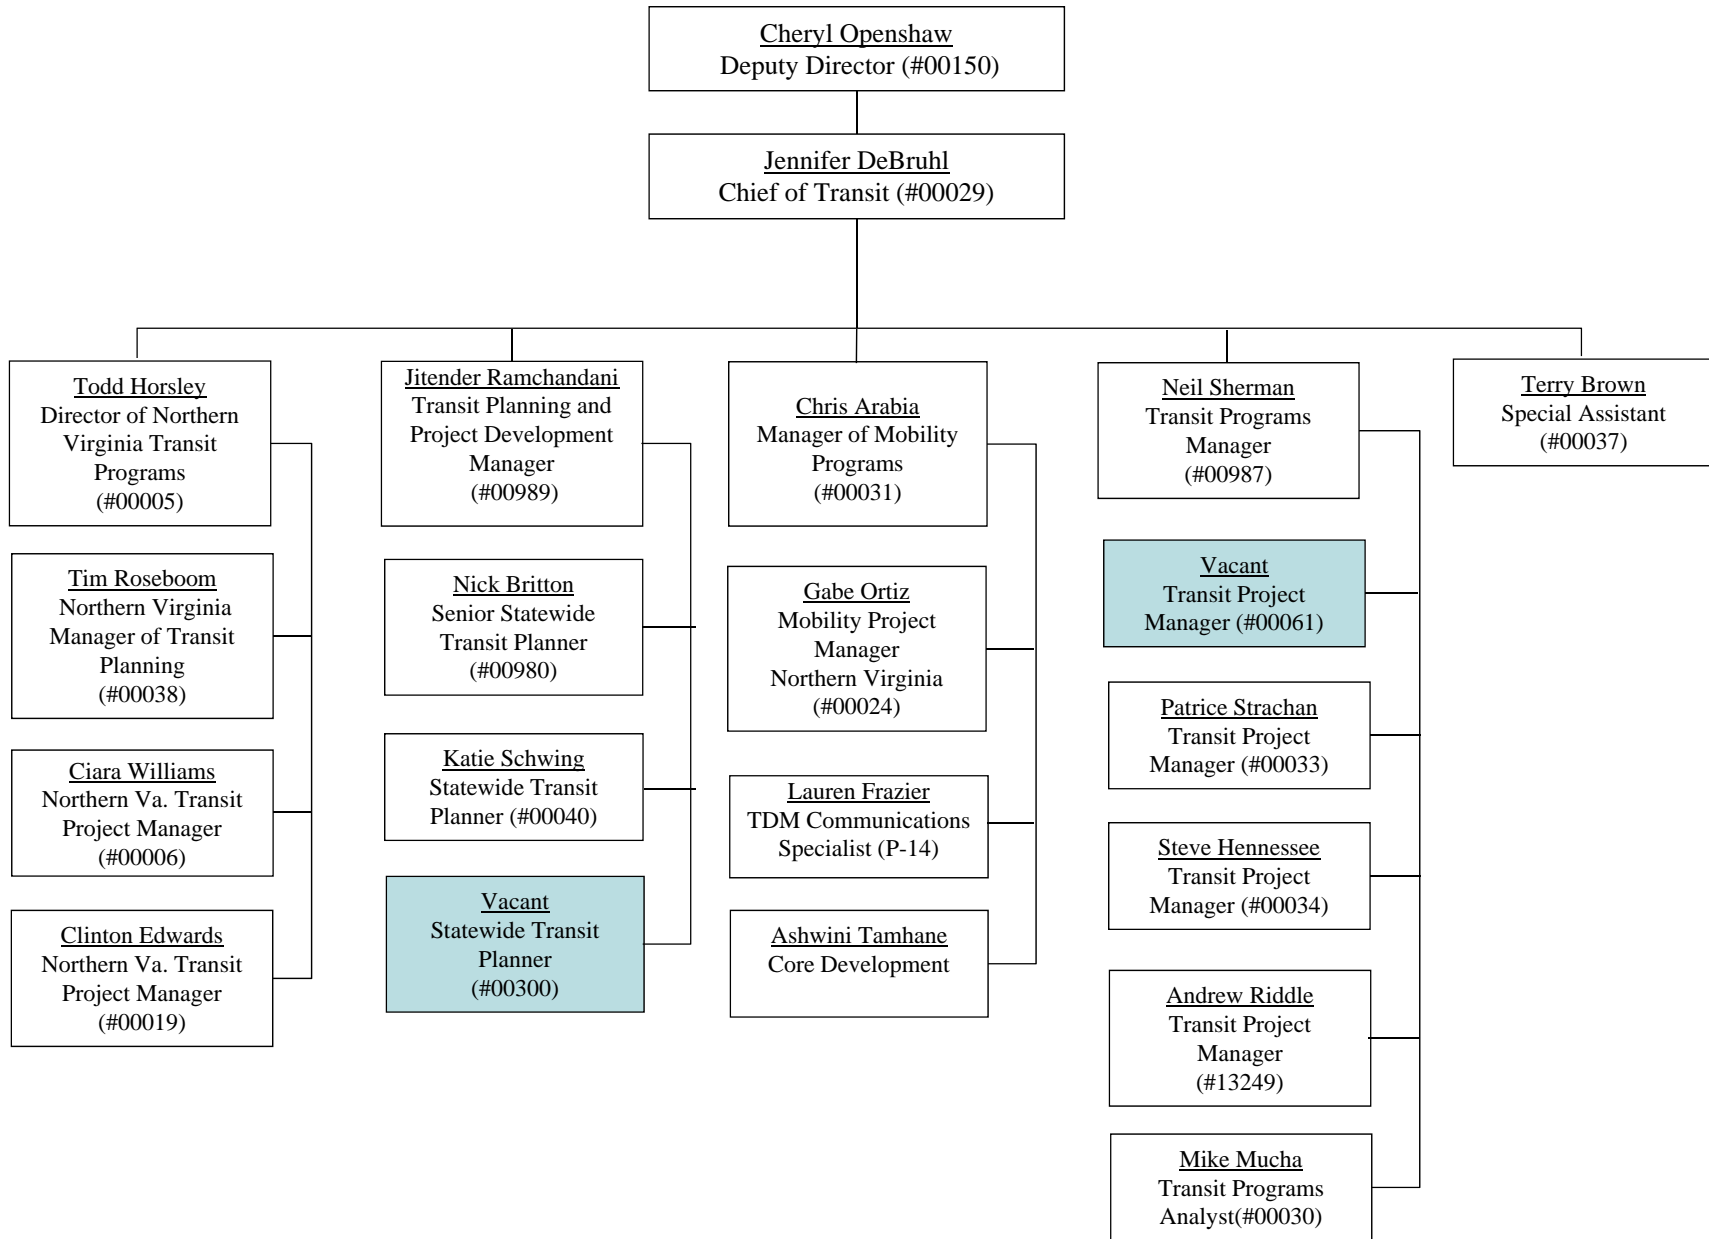 Cheryl Openshaw
Deputy Director (#00150)
Jennifer DeBruhl
Chief of Transit (#00029)
Todd Horsley
Director of Northern
Virginia Transit
Programs
(#00005)
Tim Roseboom
Northern Virginia
Manager of Transit
Planning
(#00038)
Ciara Williams
Northern Va. Transit
Project Manager
(#00006)
Clinton Edwards
Northern Va. Transit
Project Manager
(#00019)
Jitender Ramchandani
Transit Planning and
Project Development
Manager
(#00989)
Nick Britton
Senior Statewide
Transit Planner
(#00980)
Katie Schwing
Statewide Transit
Planner (#00040)
Vacant
Statewide Transit
Planner
(#00300)
Chris Arabia
Manager of Mobility
Programs
(#00031)
Gabe Ortiz
Mobility Project
Manager
Northern Virginia
(#00024)
Lauren Frazier
TDM Communications
Specialist (P-14)
Ashwini Tamhane
Core Development
Neil Sherman
Transit Programs
Manager
(#00987)
Vacant
Transit Project
Manager (#00061)
Patrice Strachan
Transit Project
Manager (#00033)
Steve Hennessee
Transit Project
Manager (#00034)
Andrew Riddle
Transit Project
Manager
(#13249)
Mike Mucha
Transit Programs
Analyst(#00030)
Terry Brown
Special Assistant
(#00037)